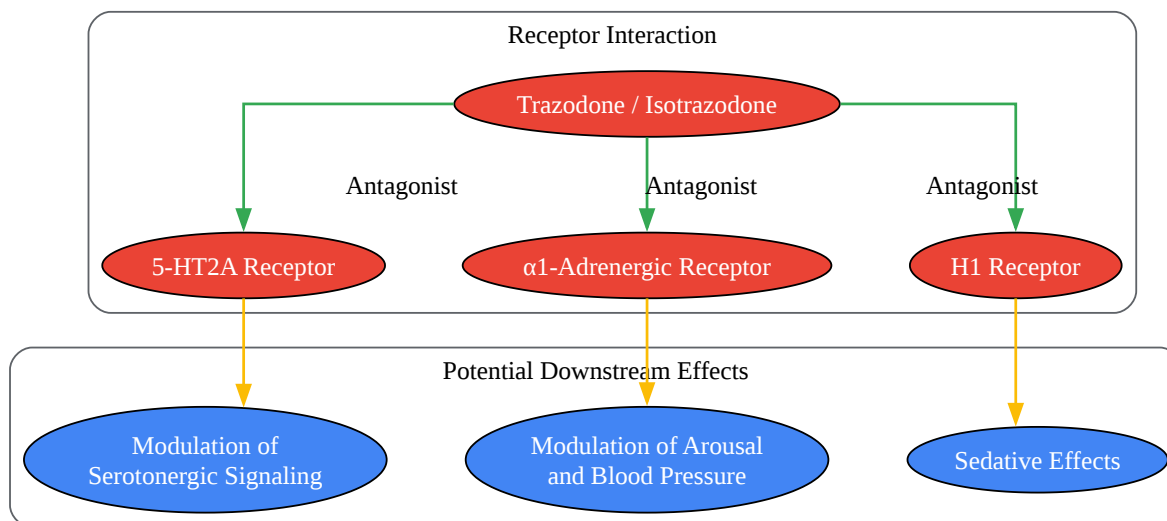 Receptor Interaction
Trazodone / Isotrazodone
Antagonist
Antagonist
Antagonist
5-HT2A Receptor
α1-Adrenergic Receptor
H1 Receptor
Potential Downstream Effects
Modulation of
Serotonergic Signaling
Modulation of Arousal
and Blood Pressure
Sedative Effects